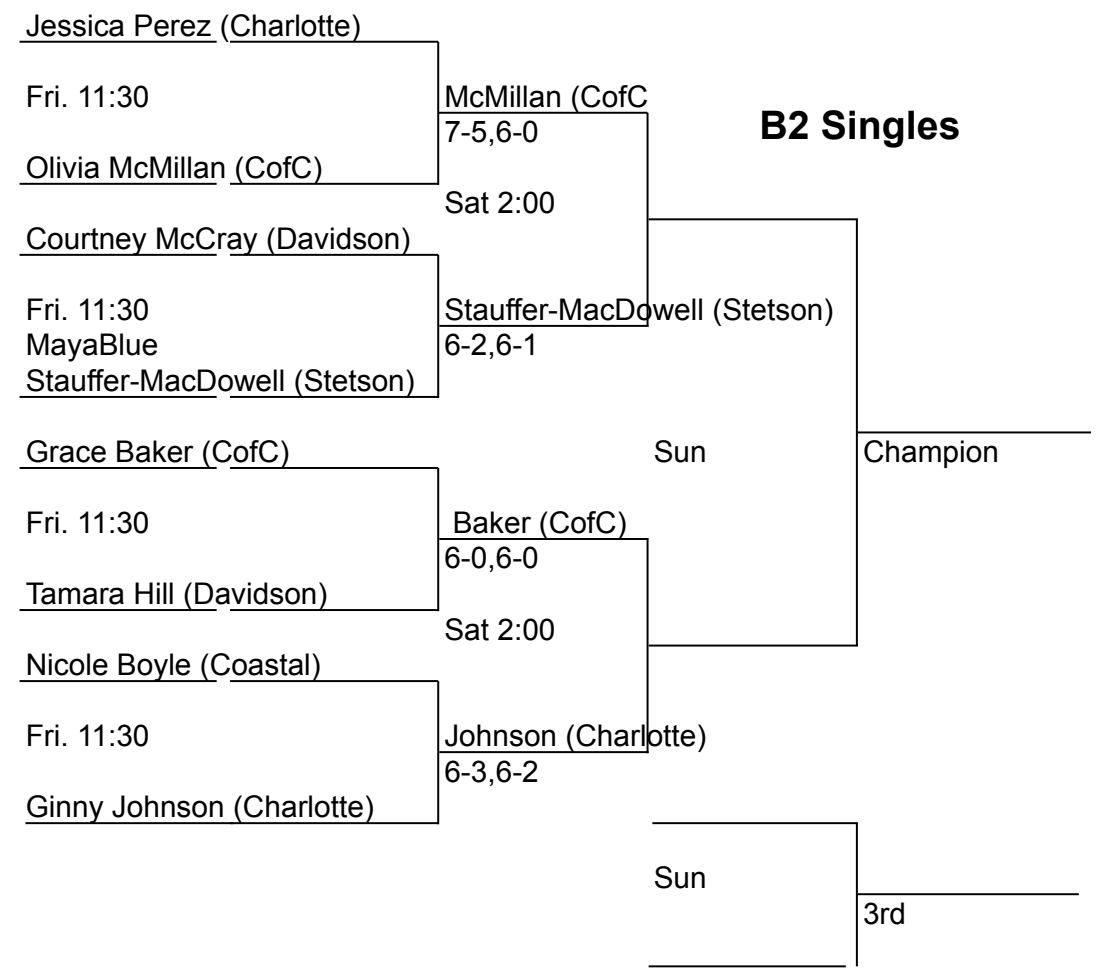 Jessica Perez (Charlotte)
Fri. 11:30
McMillan (CofC
B2 Singles
7-5,6-0
Olivia McMillan (CofC)
Sat 2:00
Courtney McCray (Davidson)
Fri. 11:30
Stauffer-MacDowell (Stetson)
MayaBlue
6-2,6-1
Stauffer-MacDowell (Stetson)
Grace Baker (CofC)
Sun
Champion
Fri. 11:30
Baker (CofC)
6-0,6-0
Tamara Hill (Davidson)
Sat 2:00
Nicole Boyle (Coastal)
Fri. 11:30
Johnson (Charlotte)
6-3,6-2
Ginny Johnson (Charlotte)
Sun
3rd